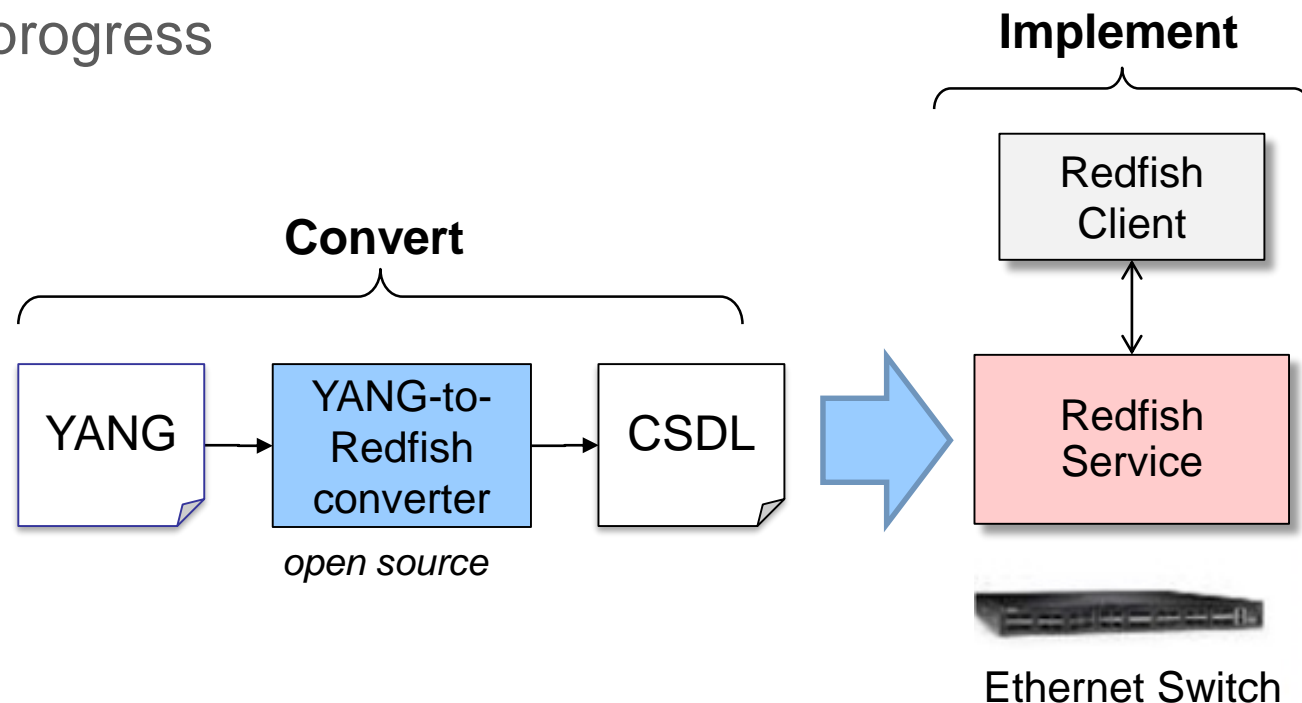 progress
Implement
Redfish
Client
Convert
YANG
YANG-to-
Redfish
converter
CSDL
Redfish
Service
open source
Ethernet Switch